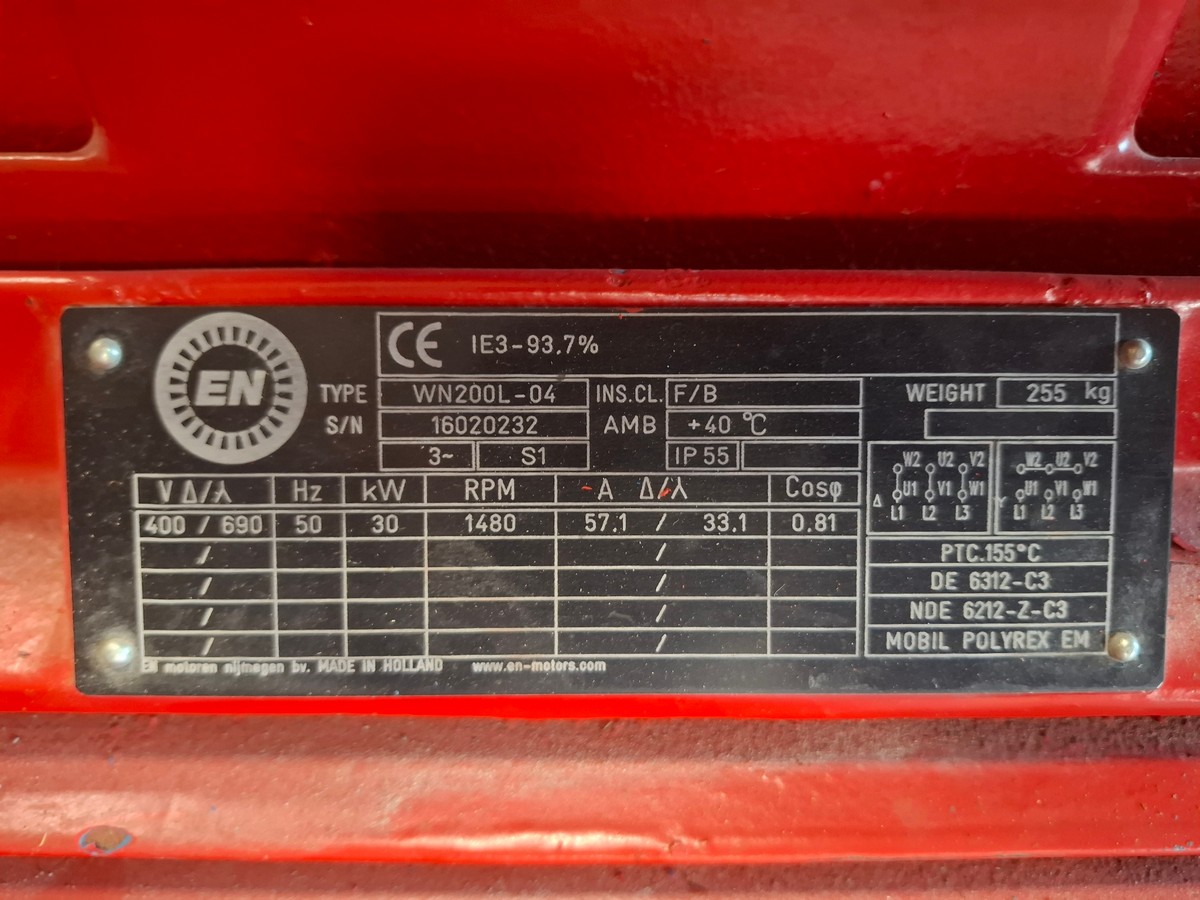 CE IE3-93.7%
EN
TYPE WN200L-04 INS.CL. F/B WEIGHT 255 kg
S/N 16020232 AMB +40 °C
3~ S1 IP 55
W2 U2 V2 W2 U2 V2
Δ U1 V1 W1 Y U1 V1 W1
L1 L2 L3 L1 L2 L3
V Δ/⅄ Hz kW RPM A Δ/⅄ Cosφ
400 / 690 50 30 1480 57.1 / 33.1 0.81
/ /
/ /
/ /
/ /
PTC.155°C
DE 6312-C3
NDE 6212-Z-C3
MOBIL POLYREX EM
EN motoren nijmegen bv. MADE IN HOLLAND www.en-motors.com